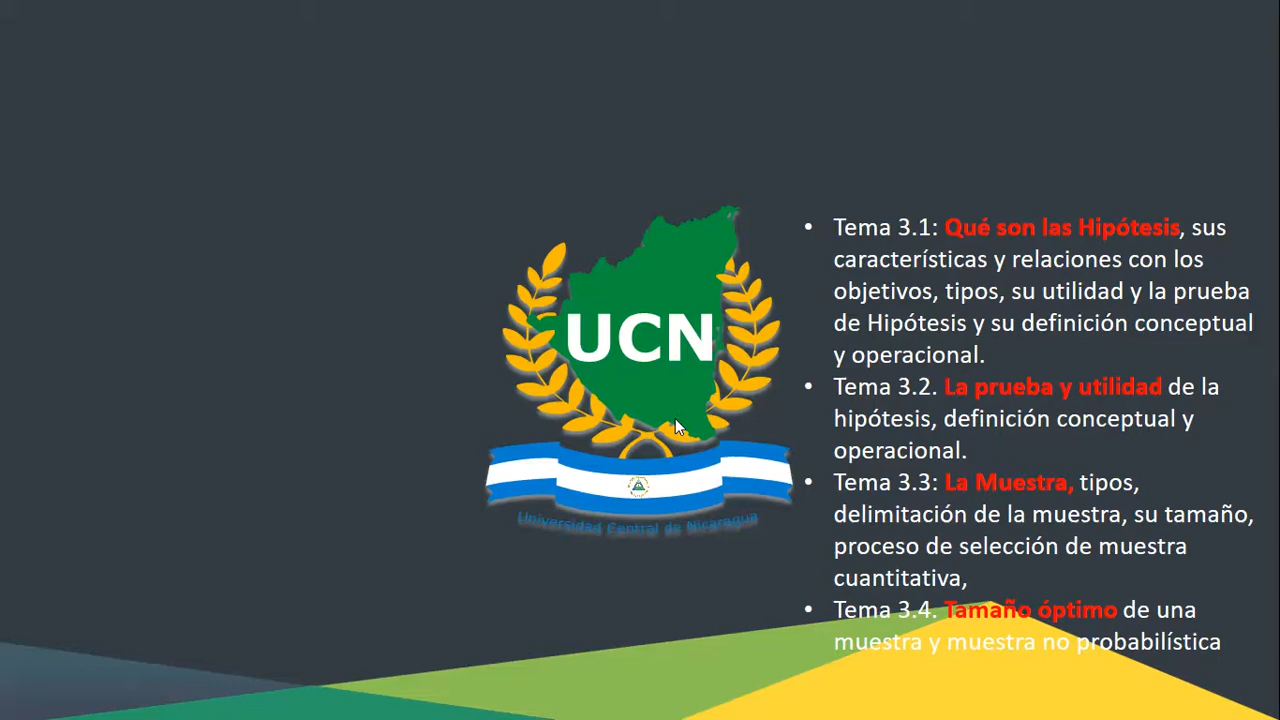 UCN
Universidad Central de Nicaragua
• Tema 3.1: Qué son las Hipótesis, sus
características y relaciones con los
objetivos, tipos, su utilidad y la prueba
de Hipótesis y su definición conceptual
y operacional.
• Tema 3.2. La prueba y utilidad de la
hipótesis, definición conceptual y
operacional.
• Tema 3.3: La Muestra, tipos,
delimitación de la muestra, su tamaño,
proceso de selección de muestra
cuantitativa,
• Tema 3.4. Tamaño óptimo de una
muestra y muestra no probabilística